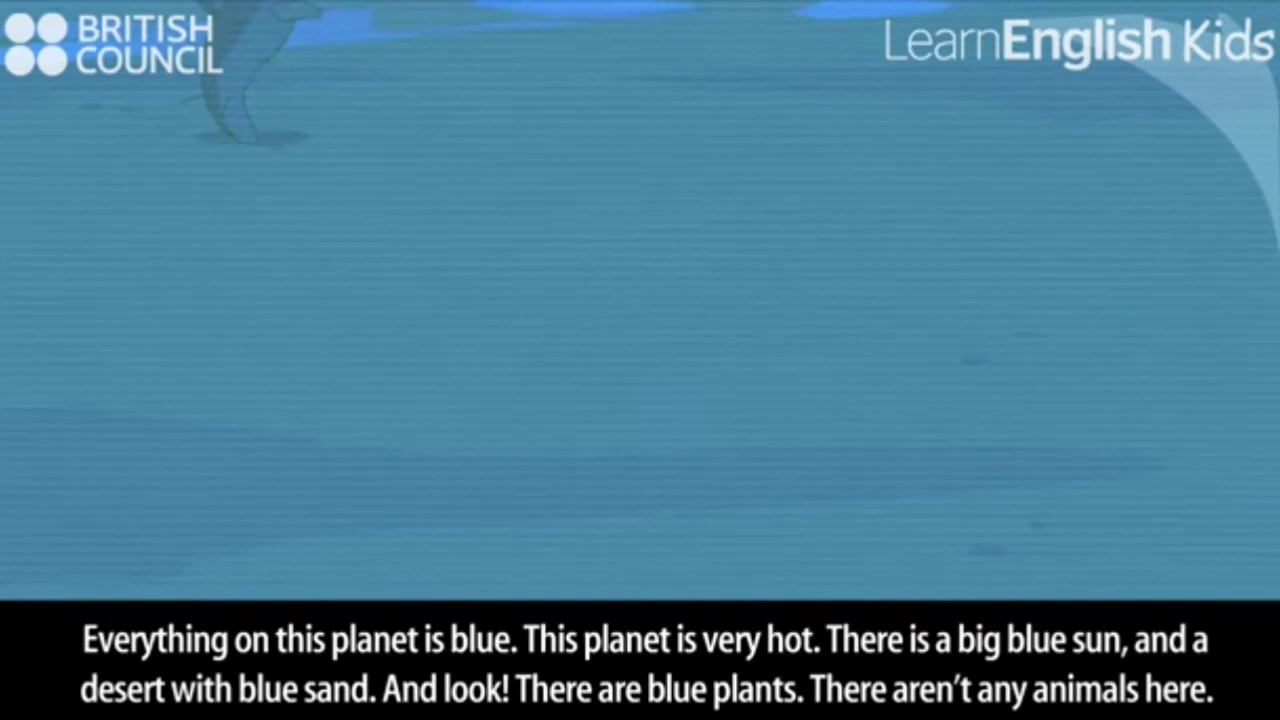 BRITISH
COUNCIL
LearnEnglish Kids
Everything on this planet is blue. This planet is very hot. There is a big blue sun, and a
desert with blue sand. And look! There are blue plants. There aren't any animals here.